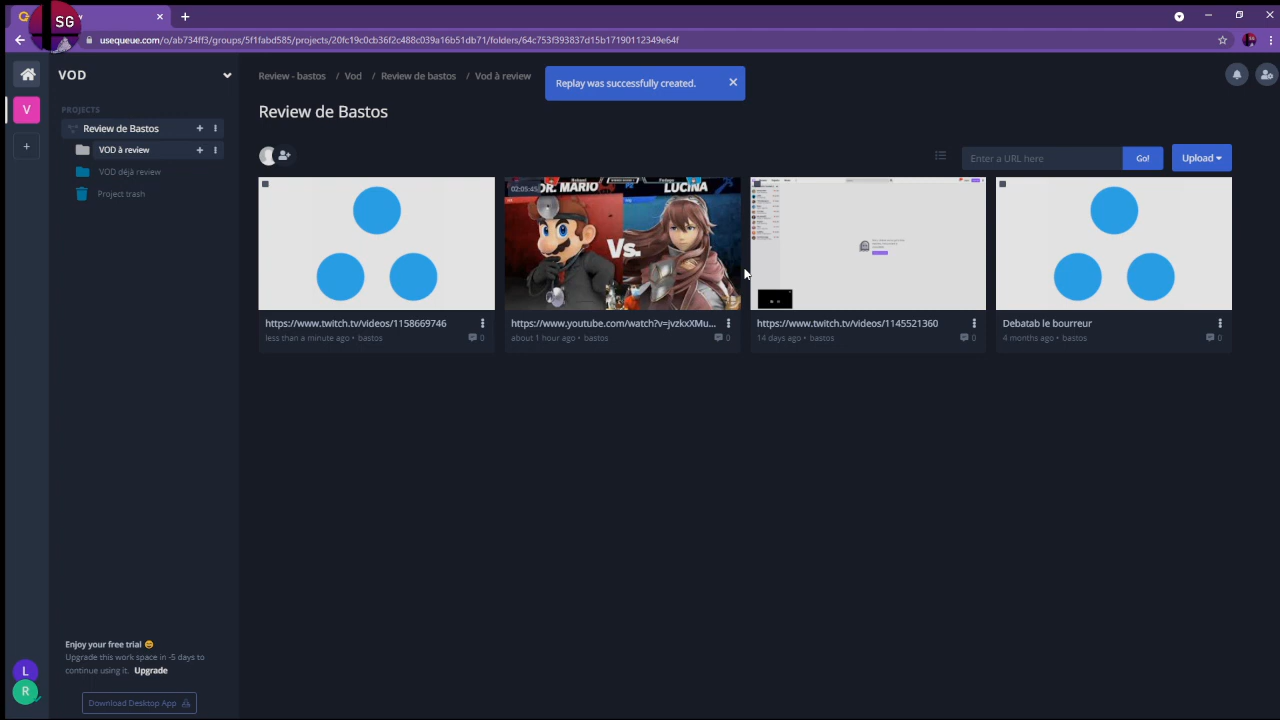 SG
usequeue.com/o/ab734ff3/groups/5f1fabd585/projects/20fc19c0cb36f2c488c039a16b51db71/folders/64c753f393837d15b17190112349e64f
VOD
Review - bastos / Vod / Review de bastos / Vod à review
Replay was successfully created.
V
PROJECTS
Review de Bastos
VOD à review
VOD déjà review
Project trash
Review de Bastos
Enter a URL here
Go!
Upload
02:05:45
DR. MARIO
LUCINA
Vs.
https://www.twitch.tv/videos/1158669746
less than a minute ago • bastos
0
https://www.youtube.com/watch?v=jvzkxXMu...
about 1 hour ago • bastos
0
https://www.twitch.tv/videos/1145521360
14 days ago • bastos
0
Debatab le bourreur
4 months ago • bastos
0
Enjoy your free trial
Upgrade this work space in -5 days to
continue using it. Upgrade
Download Desktop App
L
R